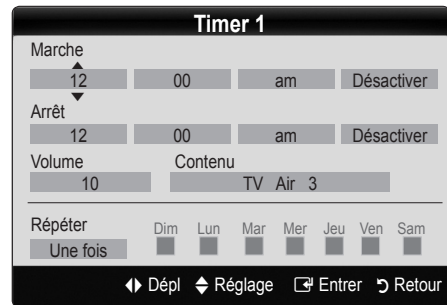 Timer 1
Marche
12 00 am Désactiver
Arrêt
12 00 am Désactiver
Volume Contenu
10 TV Air 3
Répéter Dim Lun Mar Mer Jeu Ven Sam
Une fois
Dépl Réglage Entrer Retour